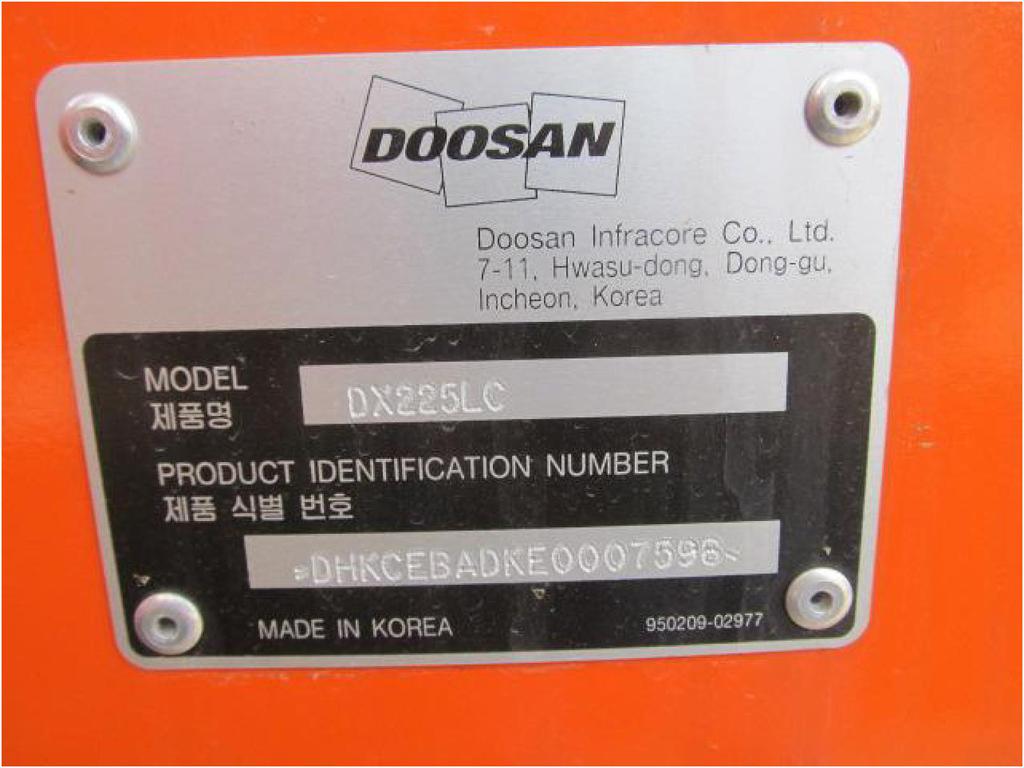 DOOSAN
Doosan Infracore Co., Ltd.
7-11, Hwasu-dong, Dong-gu,
Incheon, Korea
MODEL DX225LC
제품명
PRODUCT IDENTIFICATION NUMBER
제품 식별 번호
DHKCEBADKE0007596
MADE IN KOREA 950209-02977